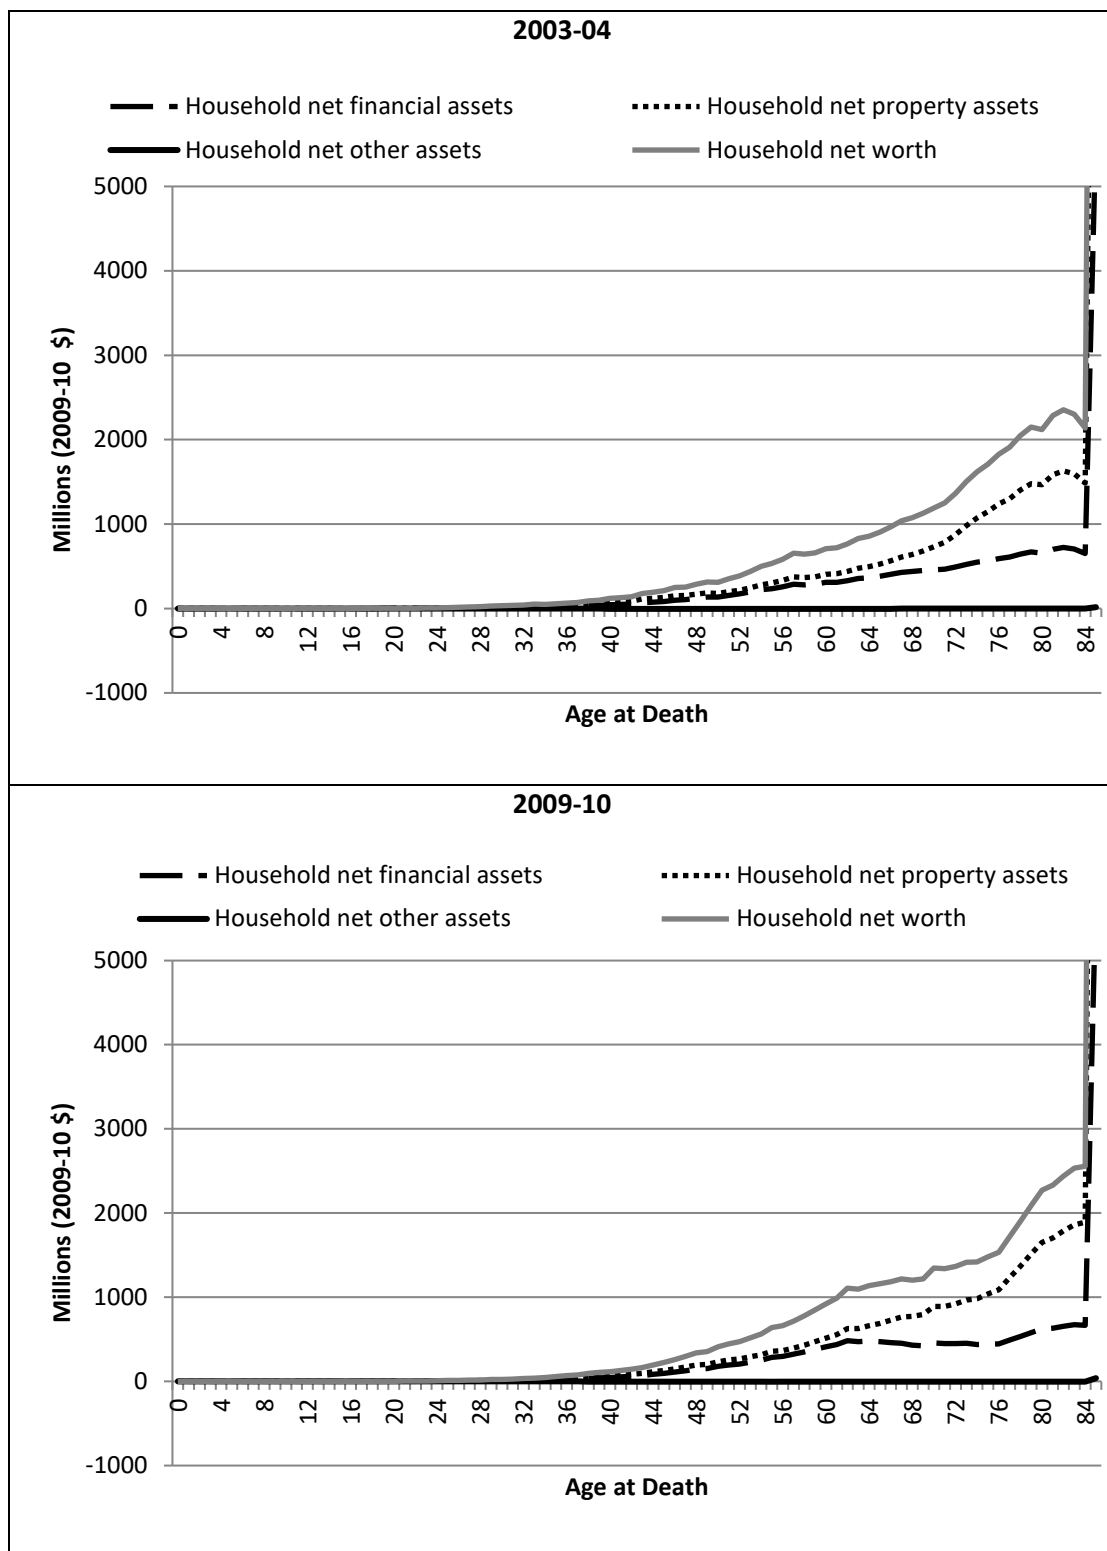 2003-04
Household net financial assets
Household net property assets
Household net other assets
Household net worth
5000
4000
3000
2000
1000
0
-1000
Millions (2009-10 $)
0 4 8 12 16 20 24 28 32 36 40 44 48 52 56 60 64 68 72 76 80 84
Age at Death
2009-10
Household net financial assets
Household net property assets
Household net other assets
Household net worth
5000
4000
3000
2000
1000
0
-1000
Millions (2009-10 $)
0 4 8 12 16 20 24 28 32 36 40 44 48 52 56 60 64 68 72 76 80 84
Age at Death